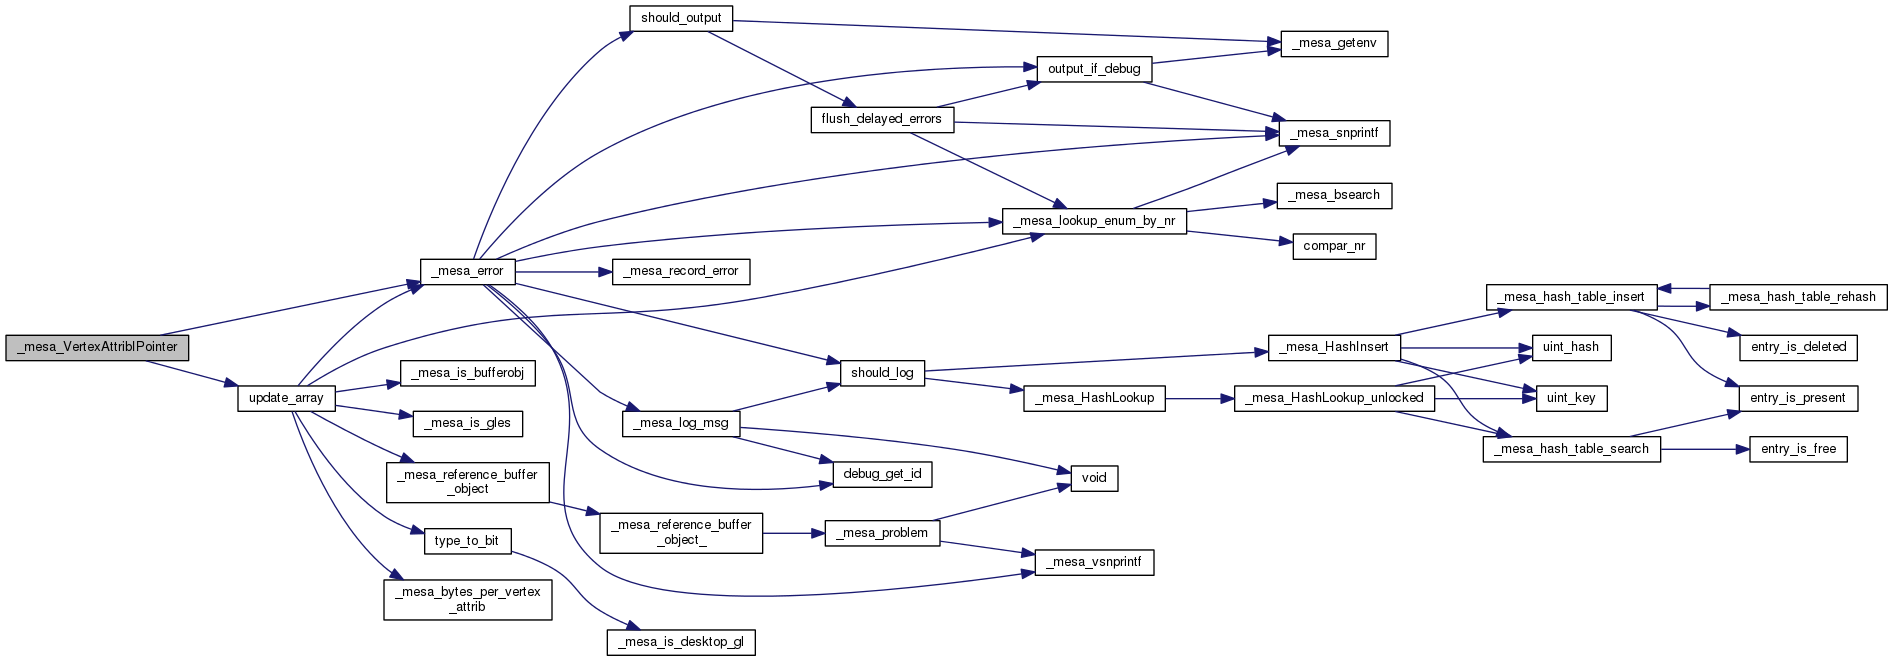 should_output
_mesa_getenv
output_if_debug
flush_delayed_errors
_mesa_snprintf
_mesa_bsearch
_mesa_lookup_enum_by_nr
compar_nr
_mesa_error
_mesa_record_error
_mesa_hash_table_insert
_mesa_hash_table_rehash
_mesa_VertexAttribIPointer
_mesa_HashInsert
uint_hash
entry_is_deleted
_mesa_is_bufferobj
should_log
update_array
_mesa_HashLookup
_mesa_HashLookup_unlocked
uint_key
entry_is_present
_mesa_is_gles
_mesa_log_msg
_mesa_hash_table_search
entry_is_free
_mesa_reference_buffer
_object
debug_get_id
void
_mesa_reference_buffer
_object_
_mesa_problem
type_to_bit
_mesa_vsnprintf
_mesa_bytes_per_vertex
_attrib
_mesa_is_desktop_gl